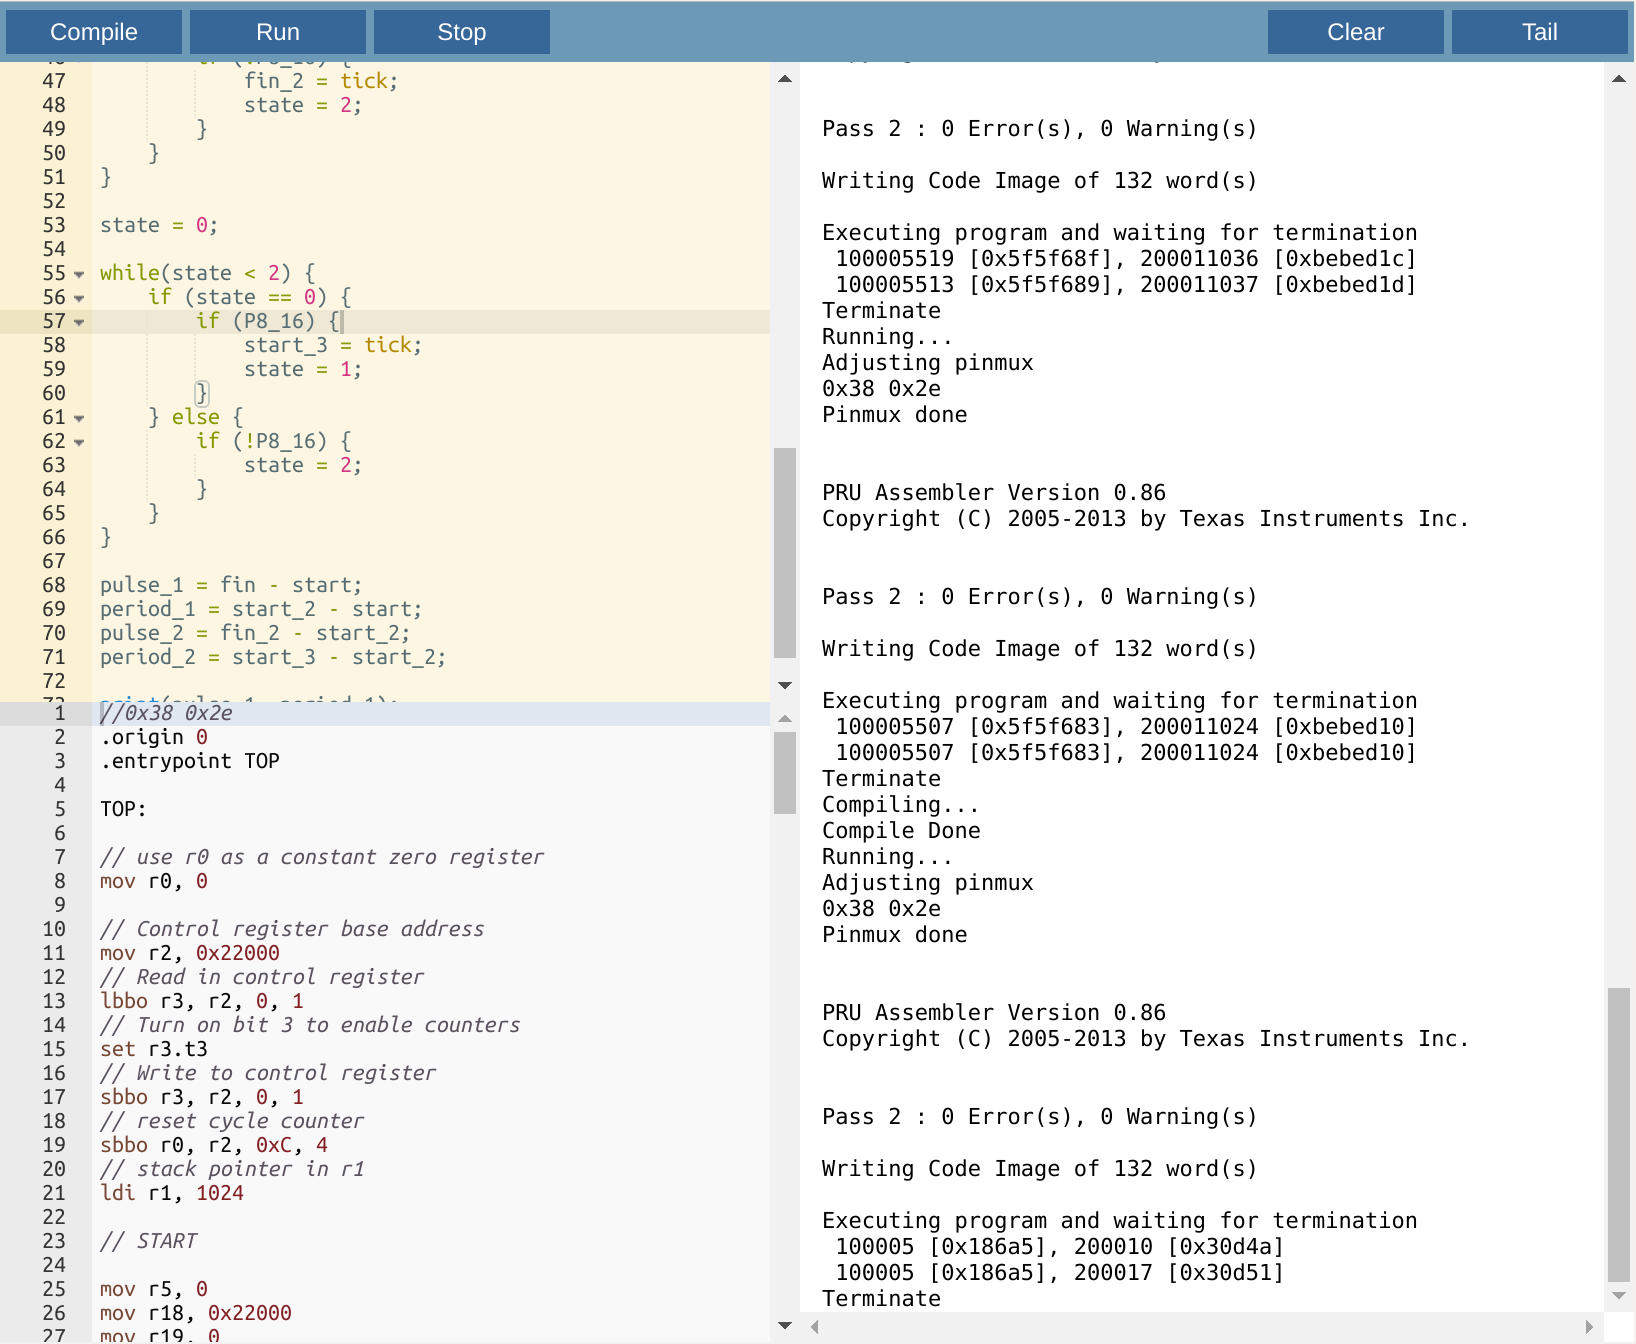 Compile Run Stop Clear Tail
47 fin_2 = tick;
48 state = 2;
49 }
50 }
51 }
52
53 state = 0;
54
55 while(state < 2) {
56 if (state == 0) {
57 if (P8_16) {
58 start_3 = tick;
59 state = 1;
60 }
61 } else {
62 if (!P8_16) {
63 state = 2;
64 }
65 }
66 }
67
68 pulse_1 = fin - start;
69 period_1 = start_2 - start;
70 pulse_2 = fin_2 - start_2;
71 period_2 = start_3 - start_2;
72
1 //0x38 0x2e
2 .origin 0
3 .entrypoint TOP
4
5 TOP:
6
7 // use r0 as a constant zero register
8 mov r0, 0
9
10 // Control register base address
11 mov r2, 0x22000
12 // Read in control register
13 lbbo r3, r2, 0, 1
14 // Turn on bit 3 to enable counters
15 set r3.t3
16 // Write to control register
17 sbbo r3, r2, 0, 1
18 // reset cycle counter
19 sbbo r0, r2, 0xC, 4
20 // stack pointer in r1
21 ldi r1, 1024
22
23 // START
24
25 mov r5, 0
26 mov r18, 0x22000
27 mov r19, 0
Pass 2 : 0 Error(s), 0 Warning(s)
Writing Code Image of 132 word(s)
Executing program and waiting for termination
100005519 [0x5f5f68f], 200011036 [0xbebed1c]
100005513 [0x5f5f689], 200011037 [0xbebed1d]
Terminate
Running...
Adjusting pinmux
0x38 0x2e
Pinmux done
PRU Assembler Version 0.86
Copyright (C) 2005-2013 by Texas Instruments Inc.
Pass 2 : 0 Error(s), 0 Warning(s)
Writing Code Image of 132 word(s)
Executing program and waiting for termination
100005507 [0x5f5f683], 200011024 [0xbebed10]
100005507 [0x5f5f683], 200011024 [0xbebed10]
Terminate
Compiling...
Compile Done
Running...
Adjusting pinmux
0x38 0x2e
Pinmux done
PRU Assembler Version 0.86
Copyright (C) 2005-2013 by Texas Instruments Inc.
Pass 2 : 0 Error(s), 0 Warning(s)
Writing Code Image of 132 word(s)
Executing program and waiting for termination
100005 [0x186a5], 200010 [0x30d4a]
100005 [0x186a5], 200017 [0x30d51]
Terminate